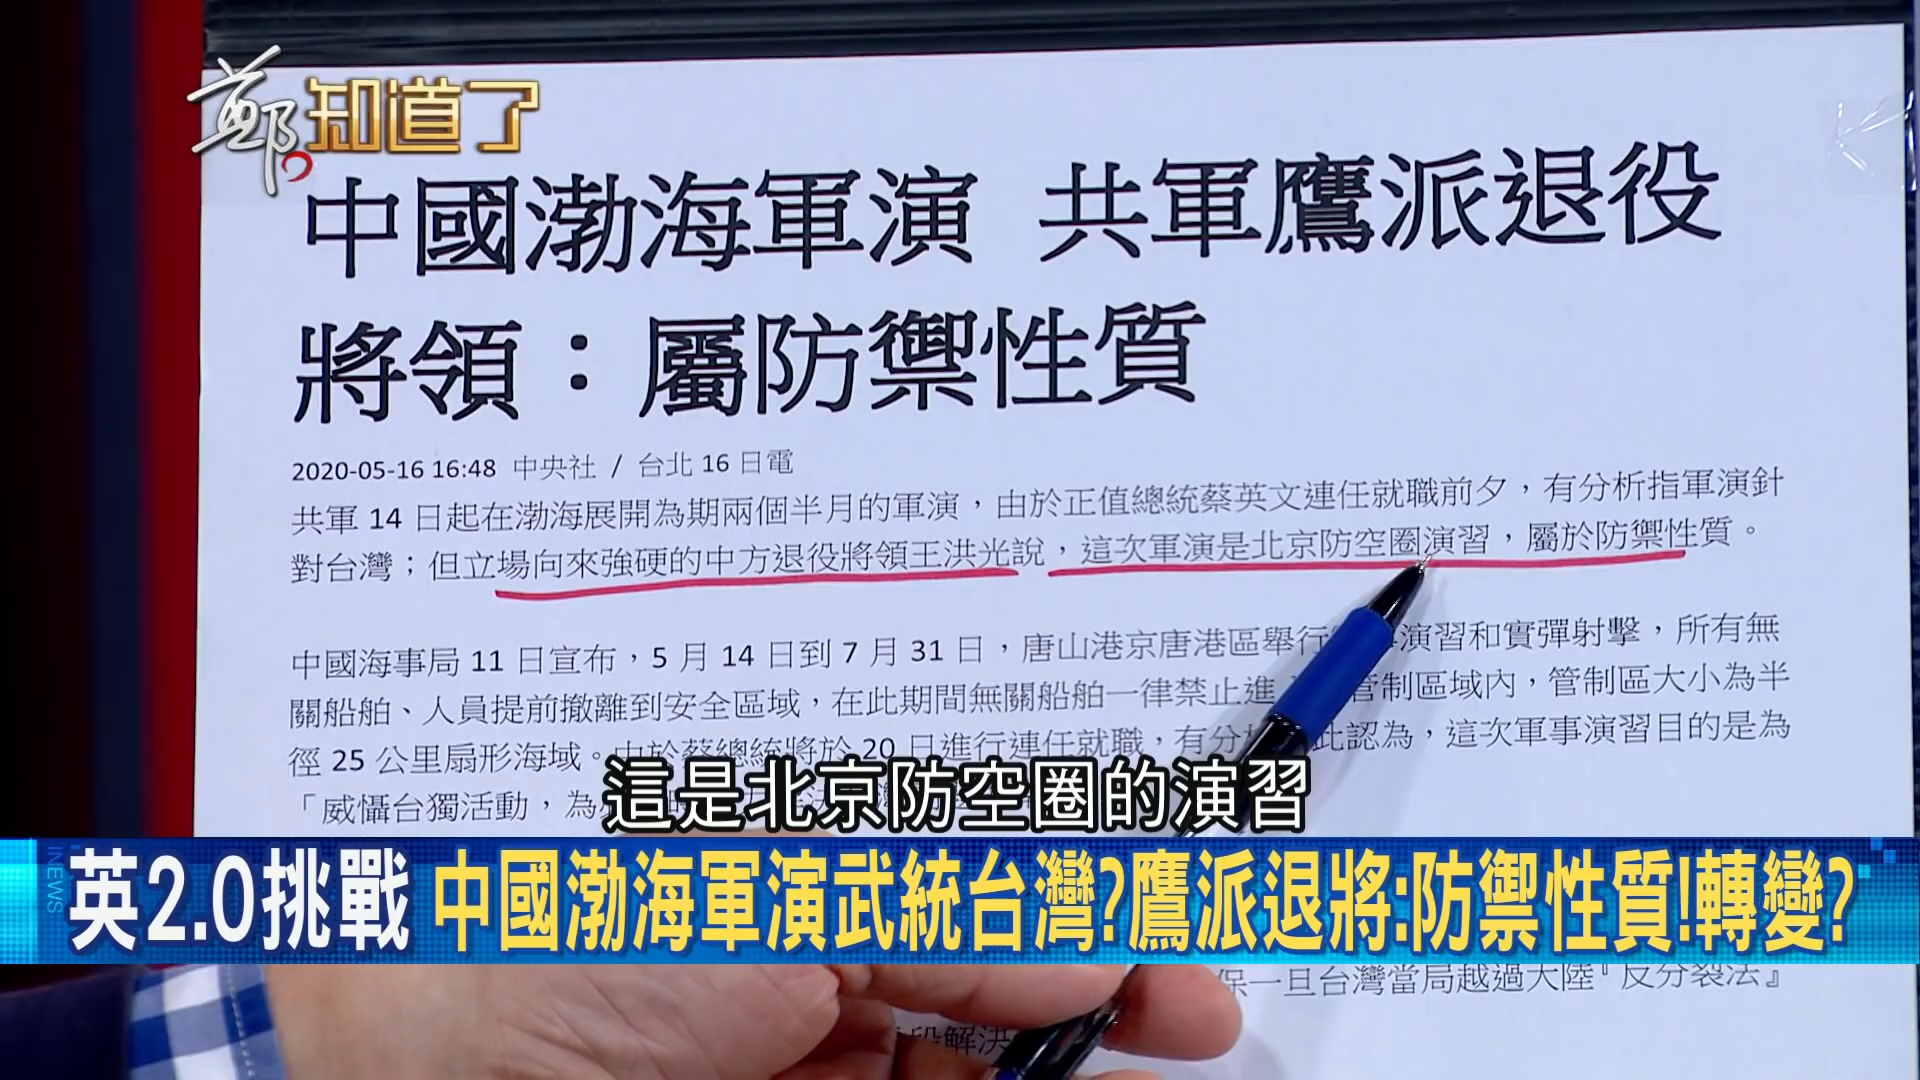 鄭知道了
中國渤海軍演 共軍鷹派退役
將領：屬防禦性質
2020-05-16 16:48 中央社 / 台北 16 日電
共軍 14 日起在渤海展開為期兩個半月的軍演，由於正值總統蔡英文連任就職前夕，有分析指軍演針
對台灣；但立場向來強硬的中方退役將領王洪光說，這次軍演是北京防空圈演習，屬於防禦性質。
中國海事局 11 日宣布，5 月 14 日到 7 月 31 日，唐山港京唐港區舉行 演習和實彈射擊，所有無
關船舶、人員提前撤離到安全區域，在此期間無關船舶一律禁止進 管制區域內，管制區大小為半
徑 25 公里扇形海域。由於蔡總統將於 20 日進行連任就職，有分 此認為，這次軍事演習目的是為
「威懾台獨活動，為
這是北京防空圈的演習
INEWS
英2.0挑戰 中國渤海軍演武統台灣?鷹派退將:防禦性質!轉變?
保一旦台灣當局越過大陸『反分裂法』
段解決